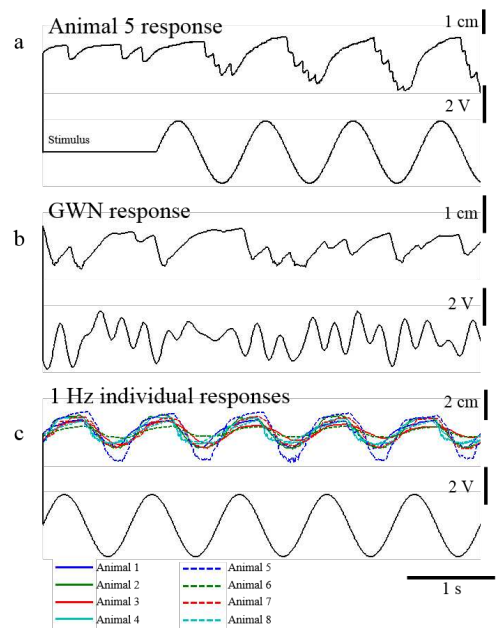 Animal 5 response
1 cm
a
2 V
Stimulus
GWN response
1 cm
b
2 V
1 Hz individual responses
2 cm
c
2 V
Animal 1
Animal 5
Animal 2
Animal 6
Animal 3
Animal 7
Animal 4
Animal 8
1 s